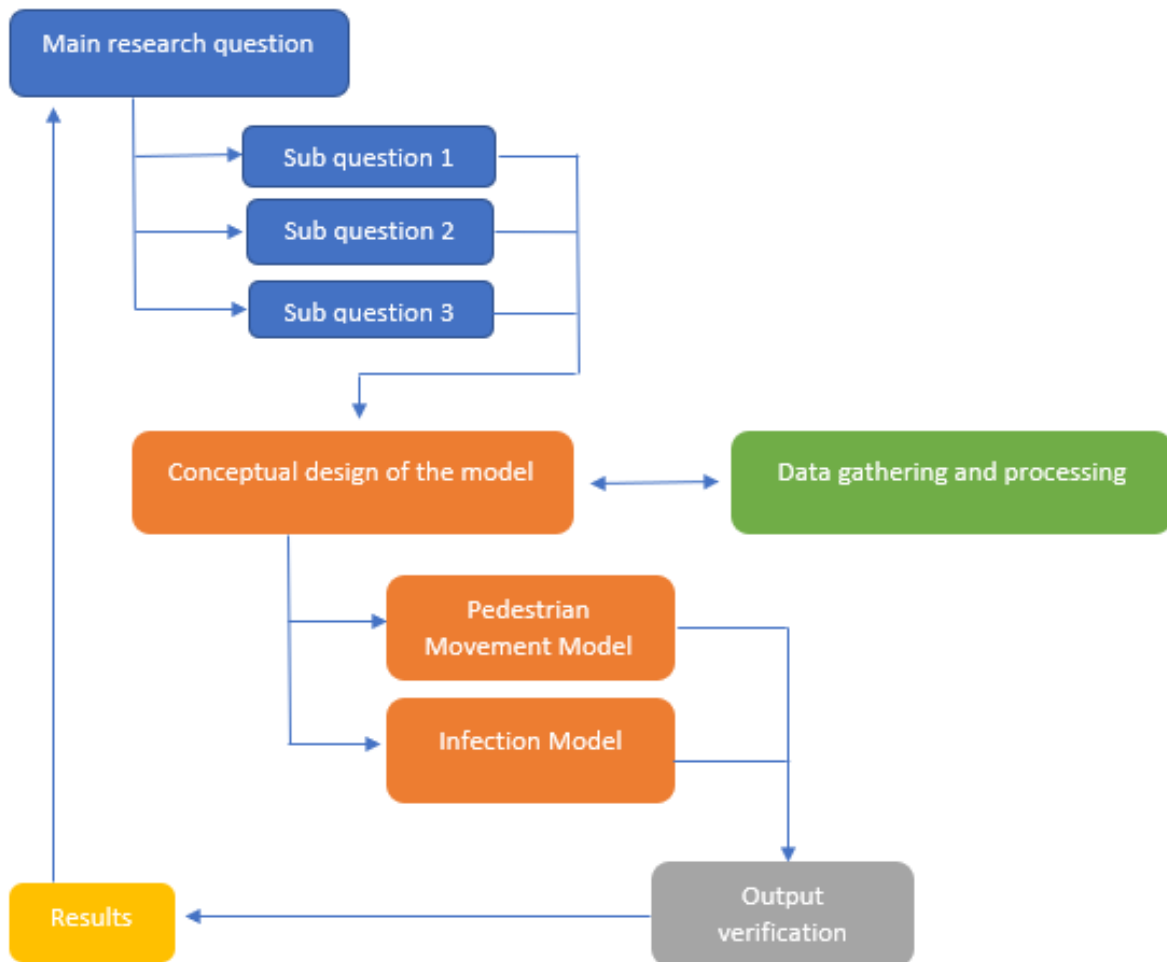 Main research question
Sub question 1
Sub question 2
Sub question 3
Conceptual design of the model
Data gathering and processing
Pedestrian
Movement Model
Infection Model
Output
verification
Results